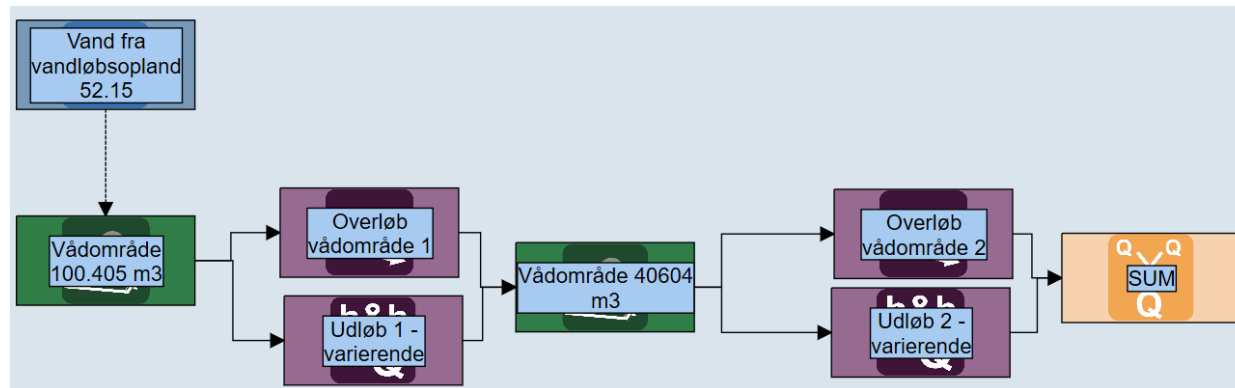 Vand fra
vandløbsopland
52.15
Overløb
vådområde 1
Overløb
vådområde 2
Vådområde
100.405 m3
Vådområde 40604
m3
Q Q
SUM
Q
h h
Udløb 1 -
varierende
Q
h h
Udløb 2 -
varierende
Q